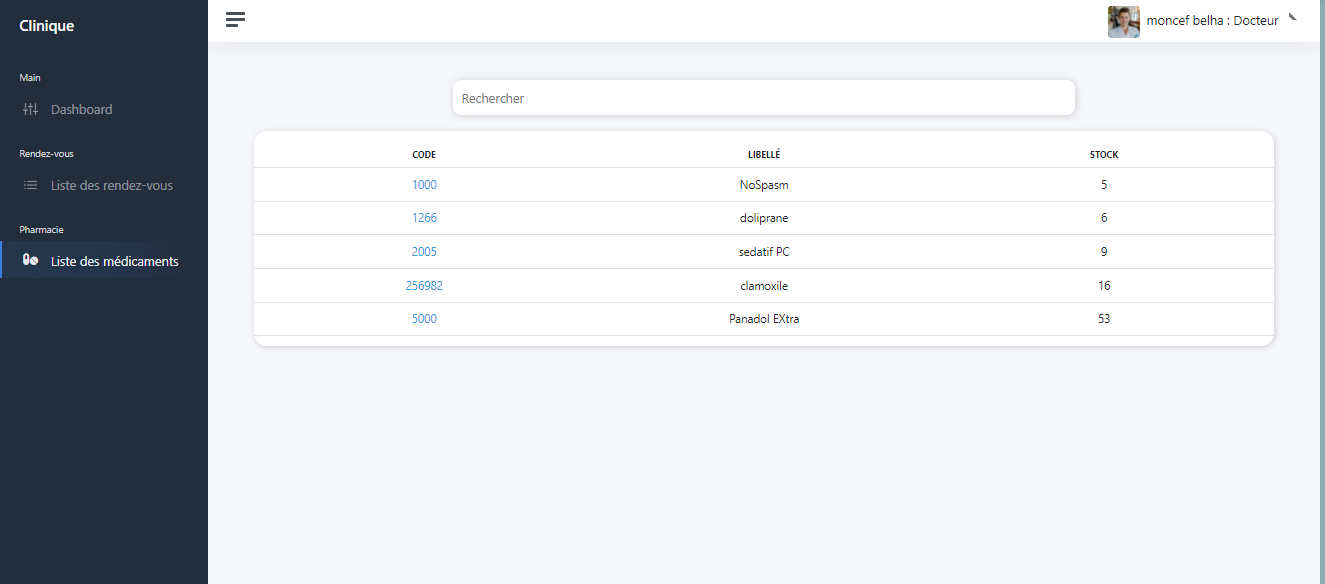 Clinique
moncef belha : Docteur
Main
Dashboard
Rendez-vous
Liste des rendez-vous
Pharmacie
Liste des médicaments
Rechercher
CODE LIBELLÉ STOCK
1000 NoSpasm 5
1266 doliprane 6
2005 sedatif PC 9
256982 clamoxile 16
5000 Panadol EXtra 53